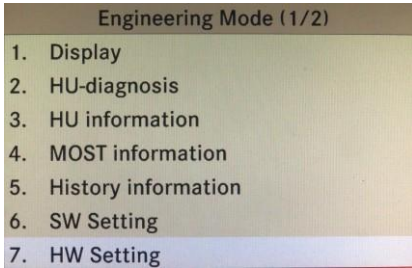 Engineering Mode (1/2)
1. Display
2. HU-diagnosis
3. HU information
4. MOST information
5. History information
6. SW Setting
7. HW Setting